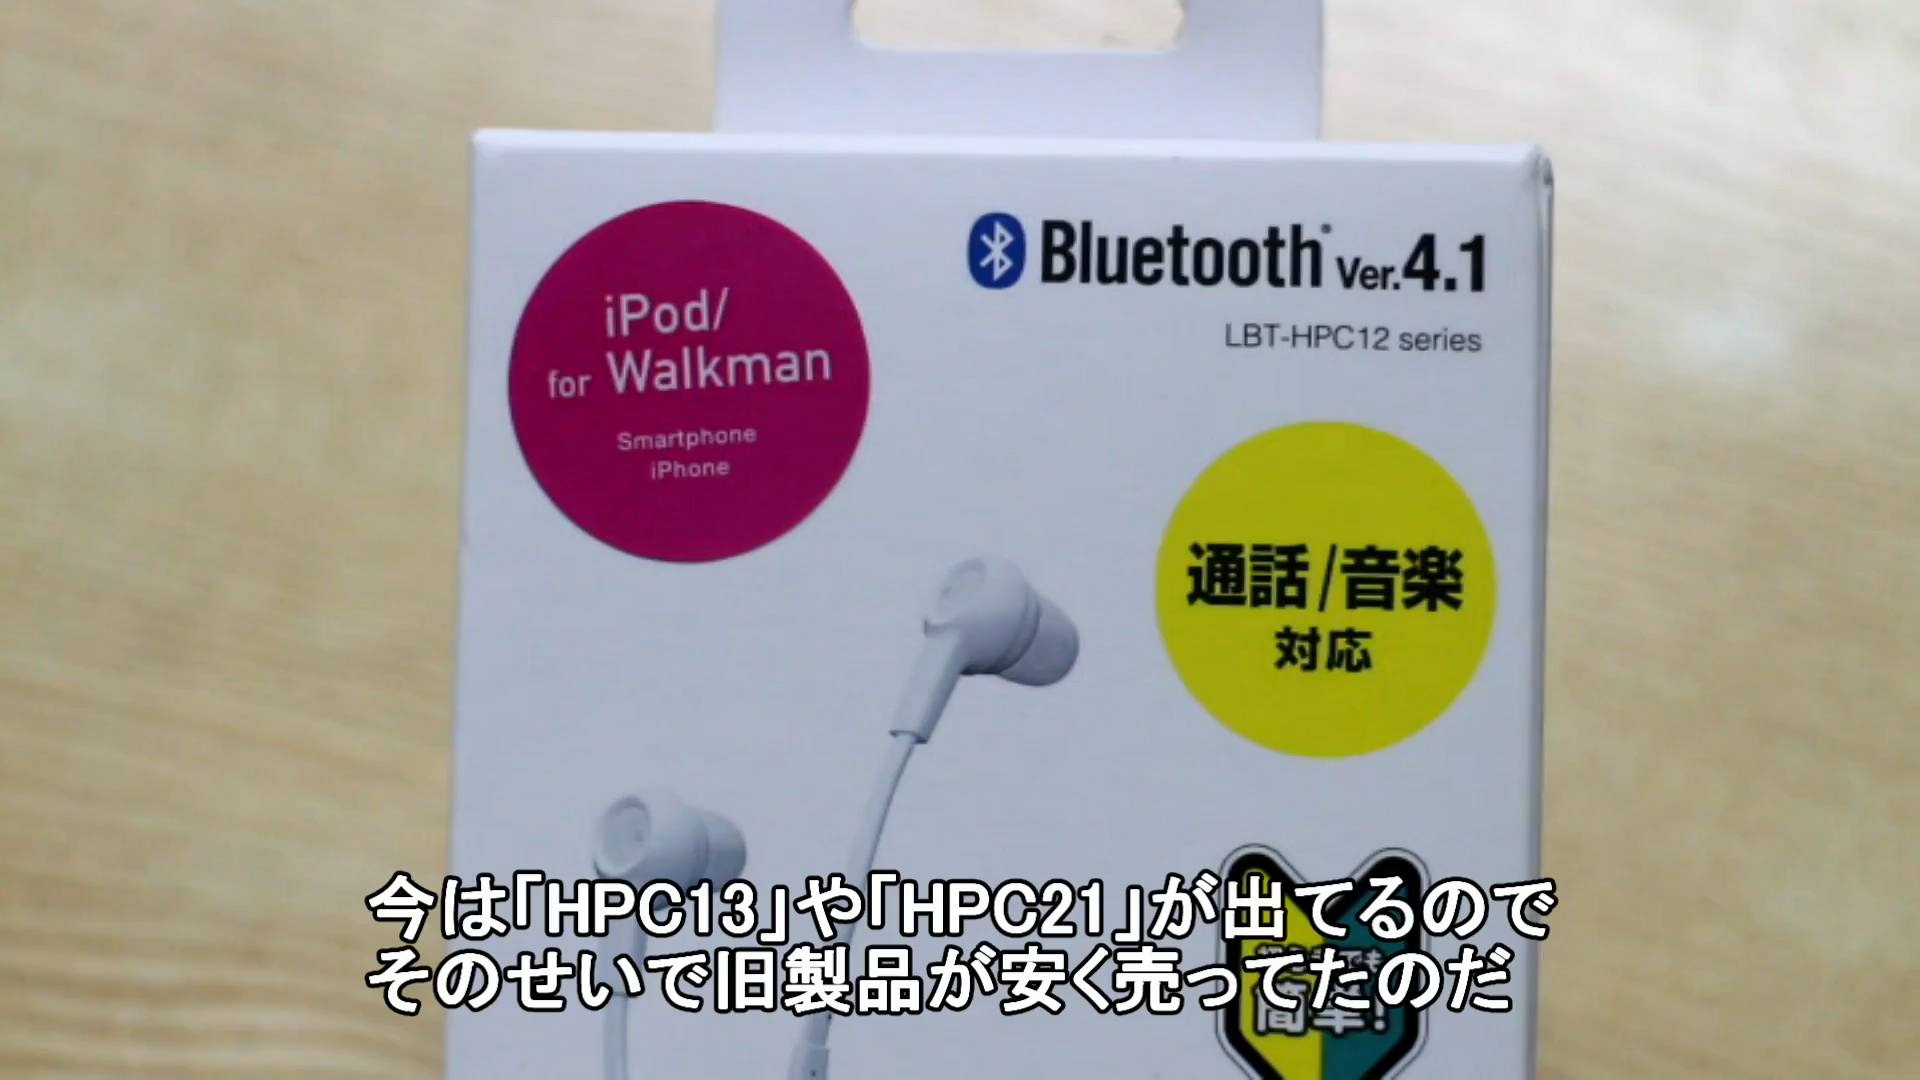 iPod/
for Walkman
Smartphone
iPhone
Bluetooth® Ver.4.1
LBT-HPC12 series
通話/音楽
対応
簡単!
今は「HPC13」や「HPC21」が出てるので
そのせいで旧製品が安く売ってたのだ